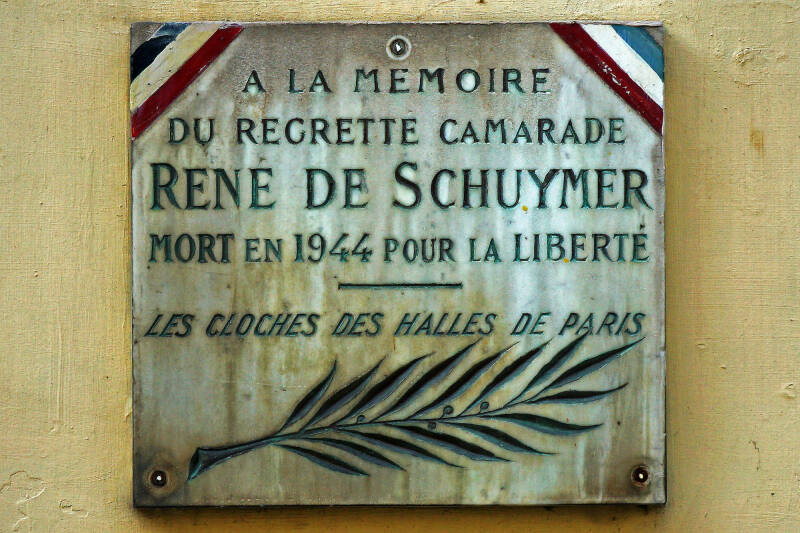 A LA MEMOIRE
DU REGRETTE CAMARADE
RENE DE SCHUYMER
MORT EN 1944 POUR LA LIBERTÉ
LES CLOCHES DES HALLES DE PARIS